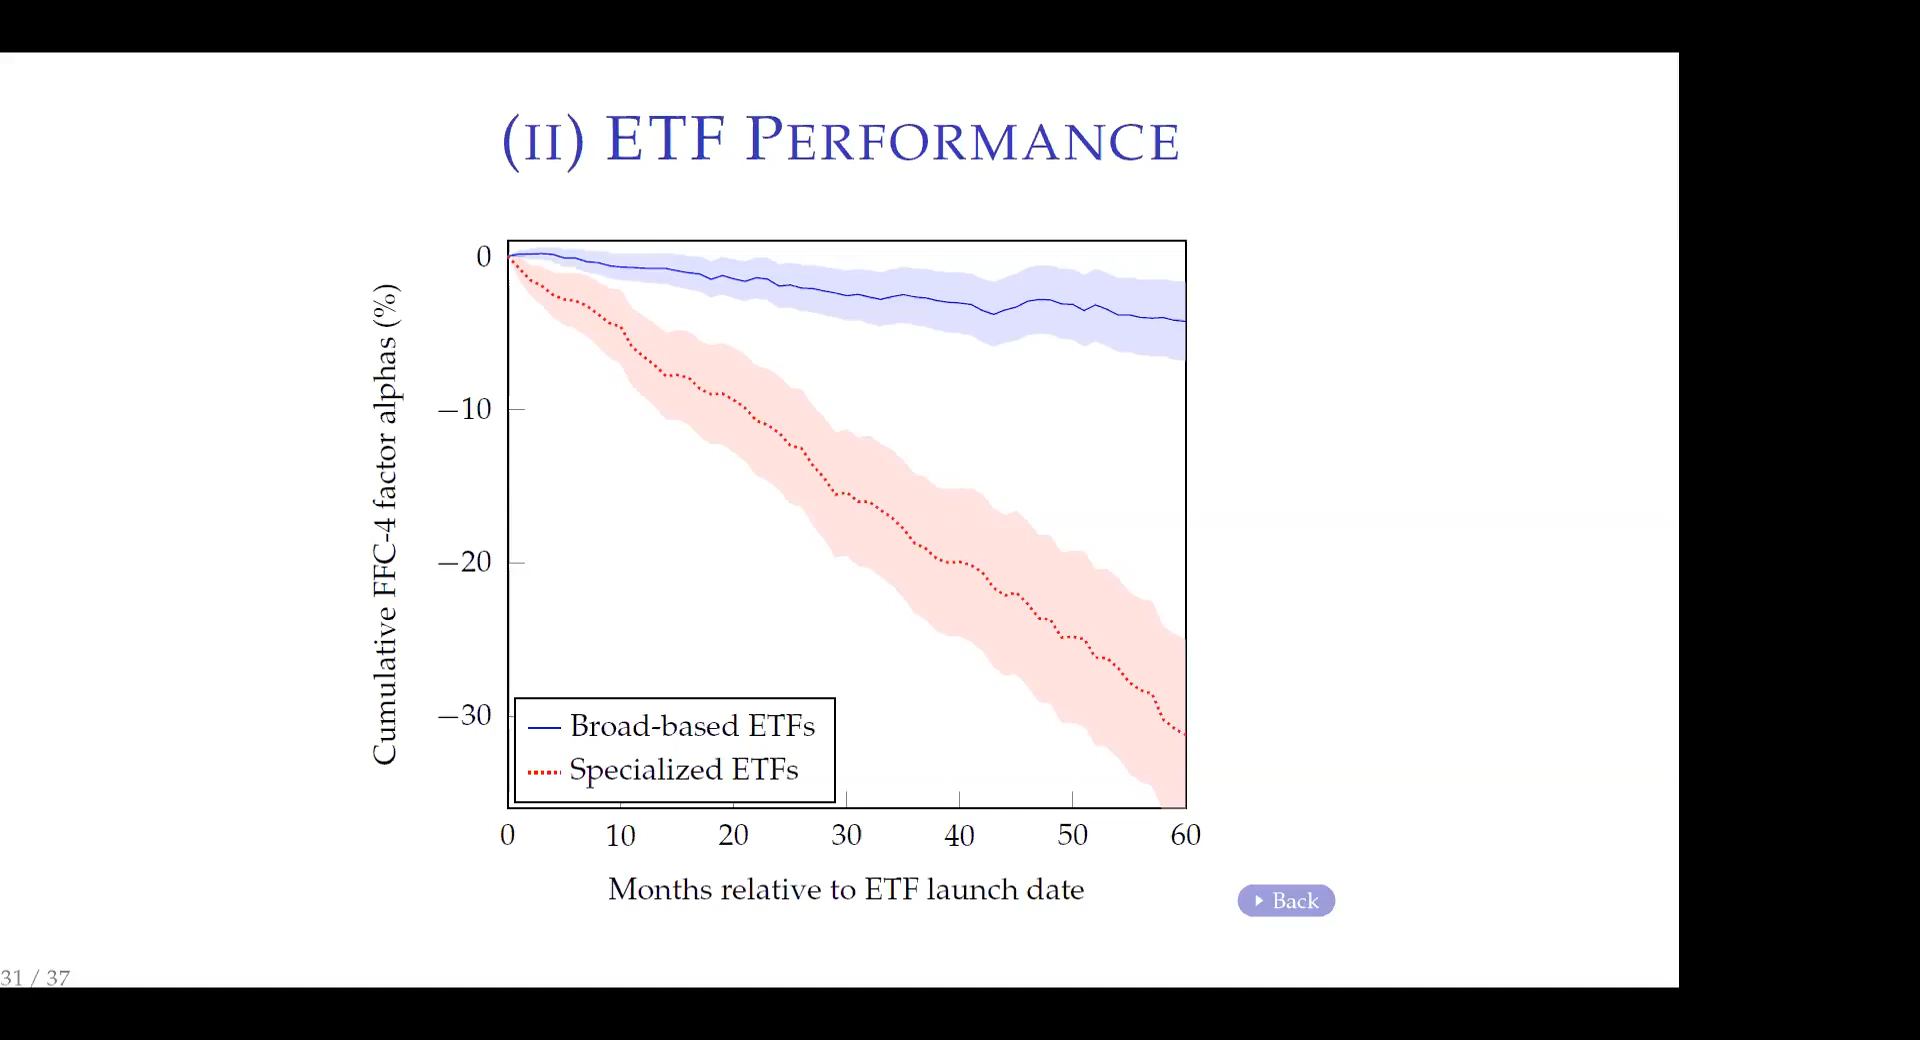 (II) ETF PERFORMANCE
Cumulative FFC-4 factor alphas (%)
0
−10
−20
−30
Broad-based ETFs
Specialized ETFs
0 10 20 30 40 50 60
Months relative to ETF launch date
Back
31 / 37